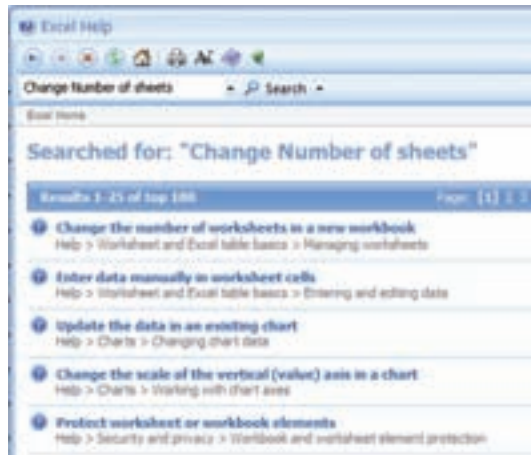 Excel Help
Change Number of sheets Search
Excel Home
Searched for: "Change Number of sheets"
Results 1-25 of top 100 Page: [1] 2 3
Change the number of worksheets in a new workbook
Help > Worksheet and Excel table basics > Managing worksheets
Enter data manually in worksheet cells
Help > Worksheet and Excel table basics > Entering and editing data
Update the data in an existing chart
Help > Charts > Changing chart data
Change the scale of the vertical (value) axis in a chart
Help > Charts > Working with chart axes
Protect worksheet or workbook elements
Help > Security and privacy > Workbook and worksheet element protection